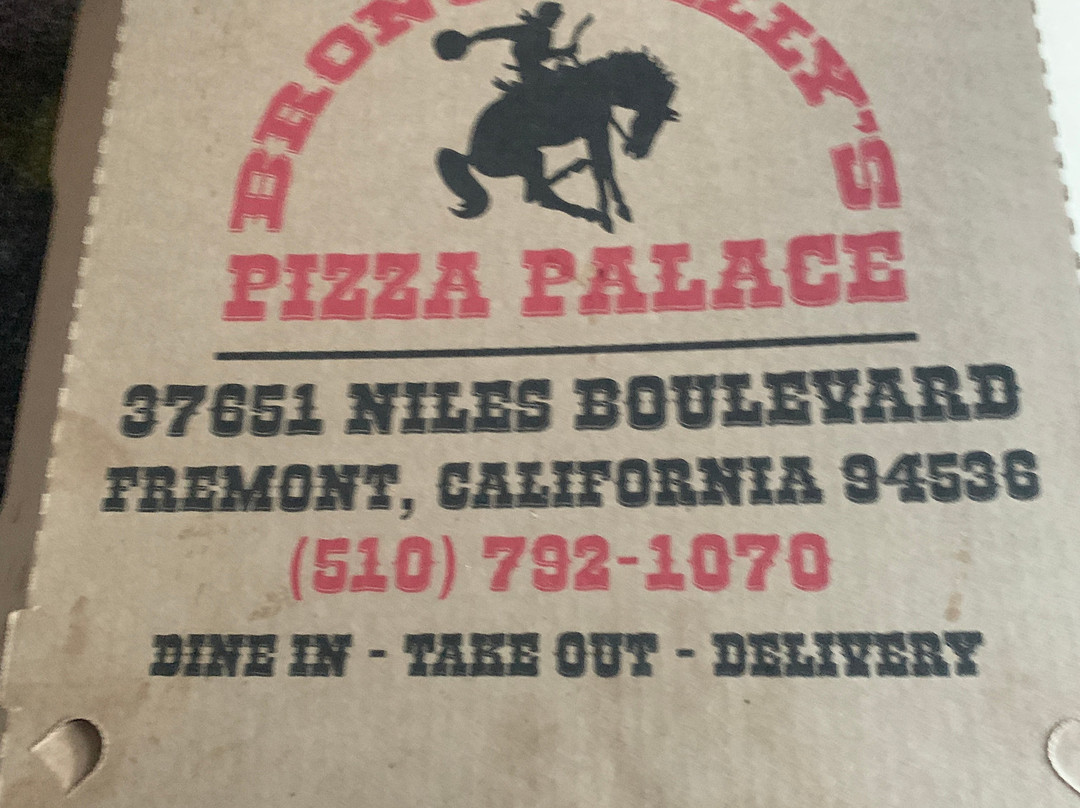 PIZZA PALACE
37651 NILES BOULEVARD
FREMONT, CALIFORNIA 94536
(510) 792-1070
DINE IN - TAKE OUT - DELIVERY